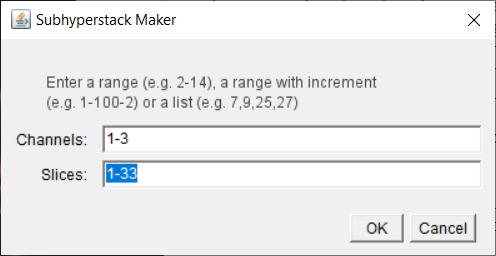 Subhyperstack Maker
Enter a range (e.g. 2-14), a range with increment
(e.g. 1-100-2) or a list (e.g. 7,9,25,27)
Channels: 1-3
Slices: 1-33
OK Cancel